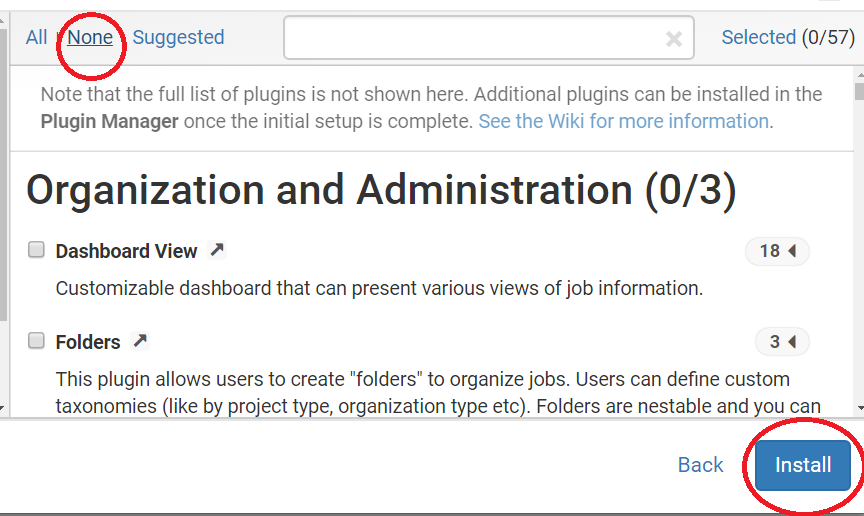 All None Suggested Selected (0/57)
Note that the full list of plugins is not shown here. Additional plugins can be installed in the
Plugin Manager once the initial setup is complete. See the Wiki for more information.
Organization and Administration (0/3)
Dashboard View 18
Customizable dashboard that can present various views of job information.
Folders 3
This plugin allows users to create "folders" to organize jobs. Users can define custom
taxonomies (like by project type, organization type etc). Folders are nestable and you can
Back Install